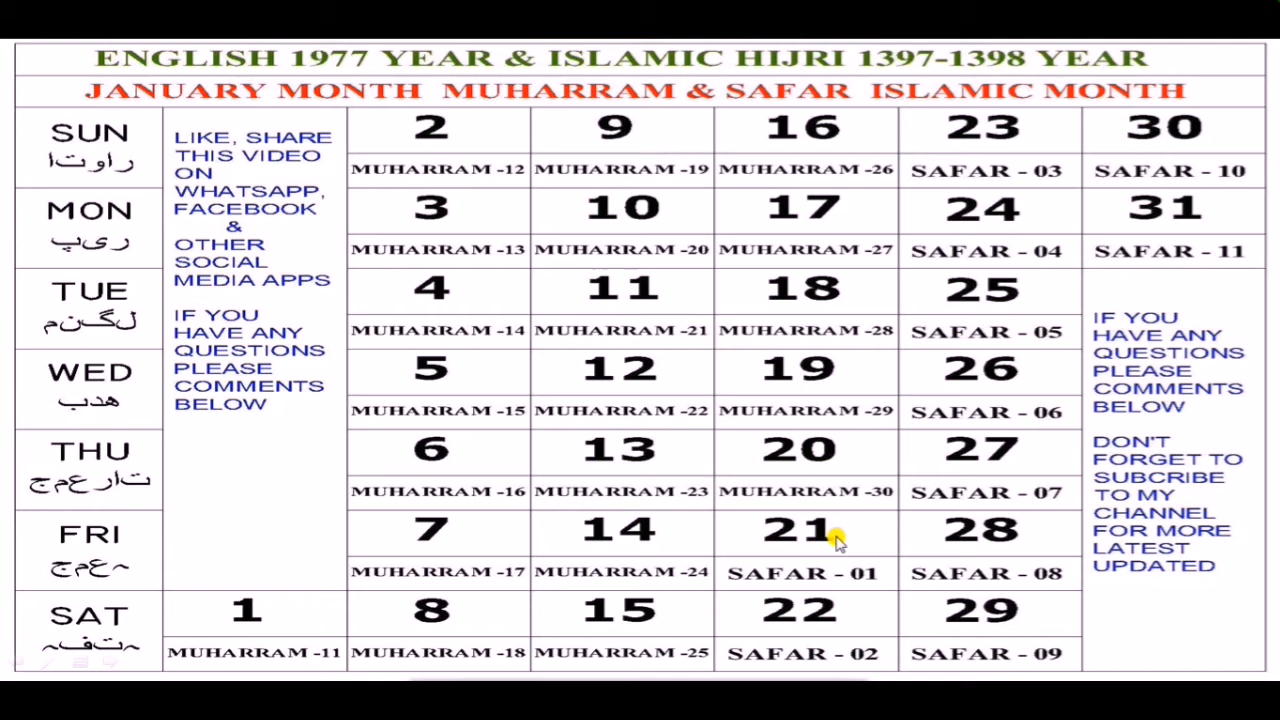 ENGLISH 1977 YEAR & ISLAMIC HIJRI 1397-1398 YEAR
JANUARY MONTH MUHARRAM & SAFAR ISLAMIC MONTH
SUN 2 9 16 23 30
راوتا MUHARRAM -12 MUHARRAM -19 MUHARRAM -26 SAFAR - 03 SAFAR - 10
MON 3 10 17 24 31
ریپ MUHARRAM -13 MUHARRAM -20 MUHARRAM -27 SAFAR - 04 SAFAR - 11
TUE 4 11 18 25
لگنم MUHARRAM -14 MUHARRAM -21 MUHARRAM -28 SAFAR - 05
WED 5 12 19 26
ھدب MUHARRAM -15 MUHARRAM -22 MUHARRAM -29 SAFAR - 06
THU 6 13 20 27
تارعمج MUHARRAM -16 MUHARRAM -23 MUHARRAM -30 SAFAR - 07
FRI 7 14 21 28
ہعمج MUHARRAM -17 MUHARRAM -24 SAFAR - 01 SAFAR - 08
SAT 1 8 15 22 29
ہتفہ MUHARRAM -11 MUHARRAM -18 MUHARRAM -25 SAFAR - 02 SAFAR - 09
LIKE, SHARE
THIS VIDEO
ON
WHATSAPP,
FACEBOOK
&
OTHER
SOCIAL
MEDIA APPS
IF YOU
HAVE ANY
QUESTIONS
PLEASE
COMMENTS
BELOW
IF YOU
HAVE ANY
QUESTIONS
PLEASE
COMMENTS
BELOW
DON'T
FORGET TO
SUBCRIBE
TO MY
CHANNEL
FOR MORE
LATEST
UPDATED